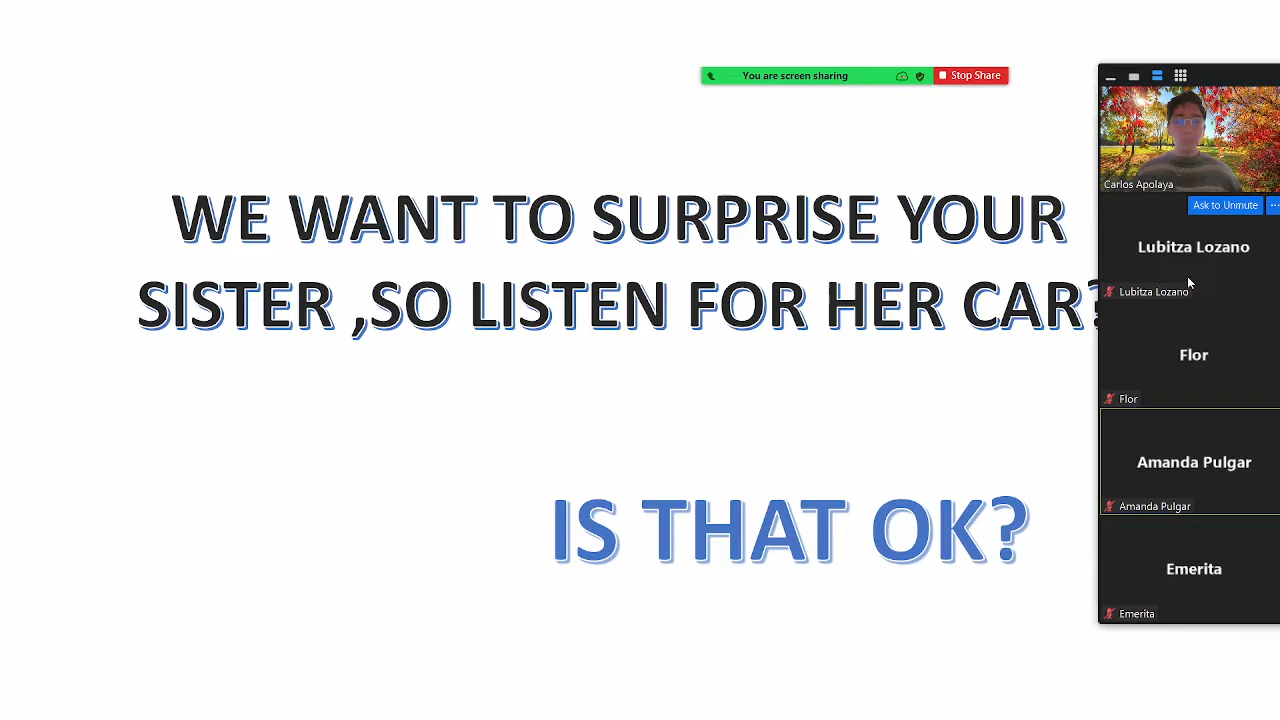 You are screen sharing
Stop Share
Carlos Apolaya
Ask to Unmute
WE WANT TO SURPRISE YOUR
SISTER ,SO LISTEN FOR HER CAR?
Lubitza Lozano
Lubitza Lozano
Flor
Flor
Amanda Pulgar
Amanda Pulgar
IS THAT OK?
Emerita
Emerita